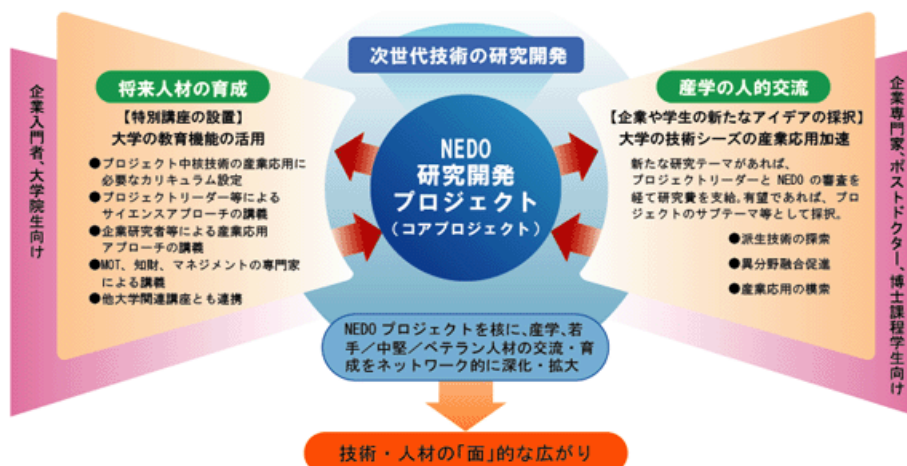 次世代技術の研究開発
企業入門者、大学院生向け
将来人材の育成
【特別講座の設置】
大学の教育機能の活用
●プロジェクト中核技術の産業応用に
必要なカリキュラム設定
●プロジェクトリーダー等による
サイエンスアプローチの講義
●企業研究者等による産業応用
アプローチの講義
●MOT、知財、マネジメントの専門家
による講義
●他大学関連講座とも連携
NEDO
研究開発
プロジェクト
（コアプロジェクト）
産学の人的交流
【企業や学生の新たなアイデアの採択】
大学の技術シーズの産業応用加速
新たな研究テーマがあれば、
プロジェクトリーダーと NEDO の審査を
経て研究費を支給。有望であれば、プロ
ジェクトのサブテーマ等として採択。
●派生技術の探索
●異分野融合促進
●産業応用の模索
企業専門家、ポストドクター、博士課程学生向け
NEDO プロジェクトを核に、産学、若
手／中堅／ベテラン人材の交流・育
成をネットワーク的に深化・拡大
技術・人材の「面」的な広がり